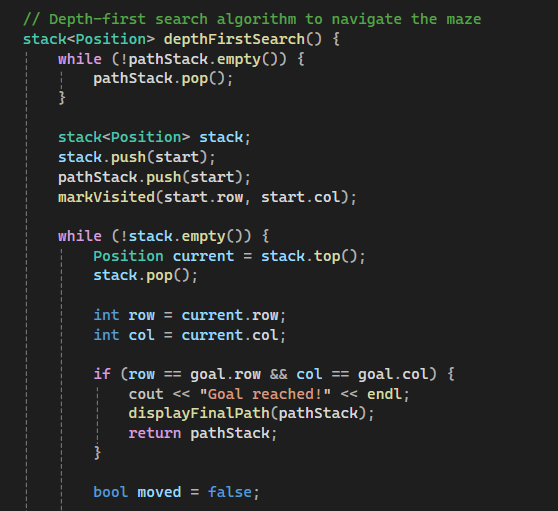 // Depth-first search algorithm to navigate the maze
stack<Position> depthFirstSearch() {
    while (!pathStack.empty()) {
        pathStack.pop();
    }

    stack<Position> stack;
    stack.push(start);
    pathStack.push(start);
    markVisited(start.row, start.col);

    while (!stack.empty()) {
        Position current = stack.top();
        stack.pop();

        int row = current.row;
        int col = current.col;

        if (row == goal.row && col == goal.col) {
            cout << "Goal reached!" << endl;
            displayFinalPath(pathStack);
            return pathStack;
        }

        bool moved = false;